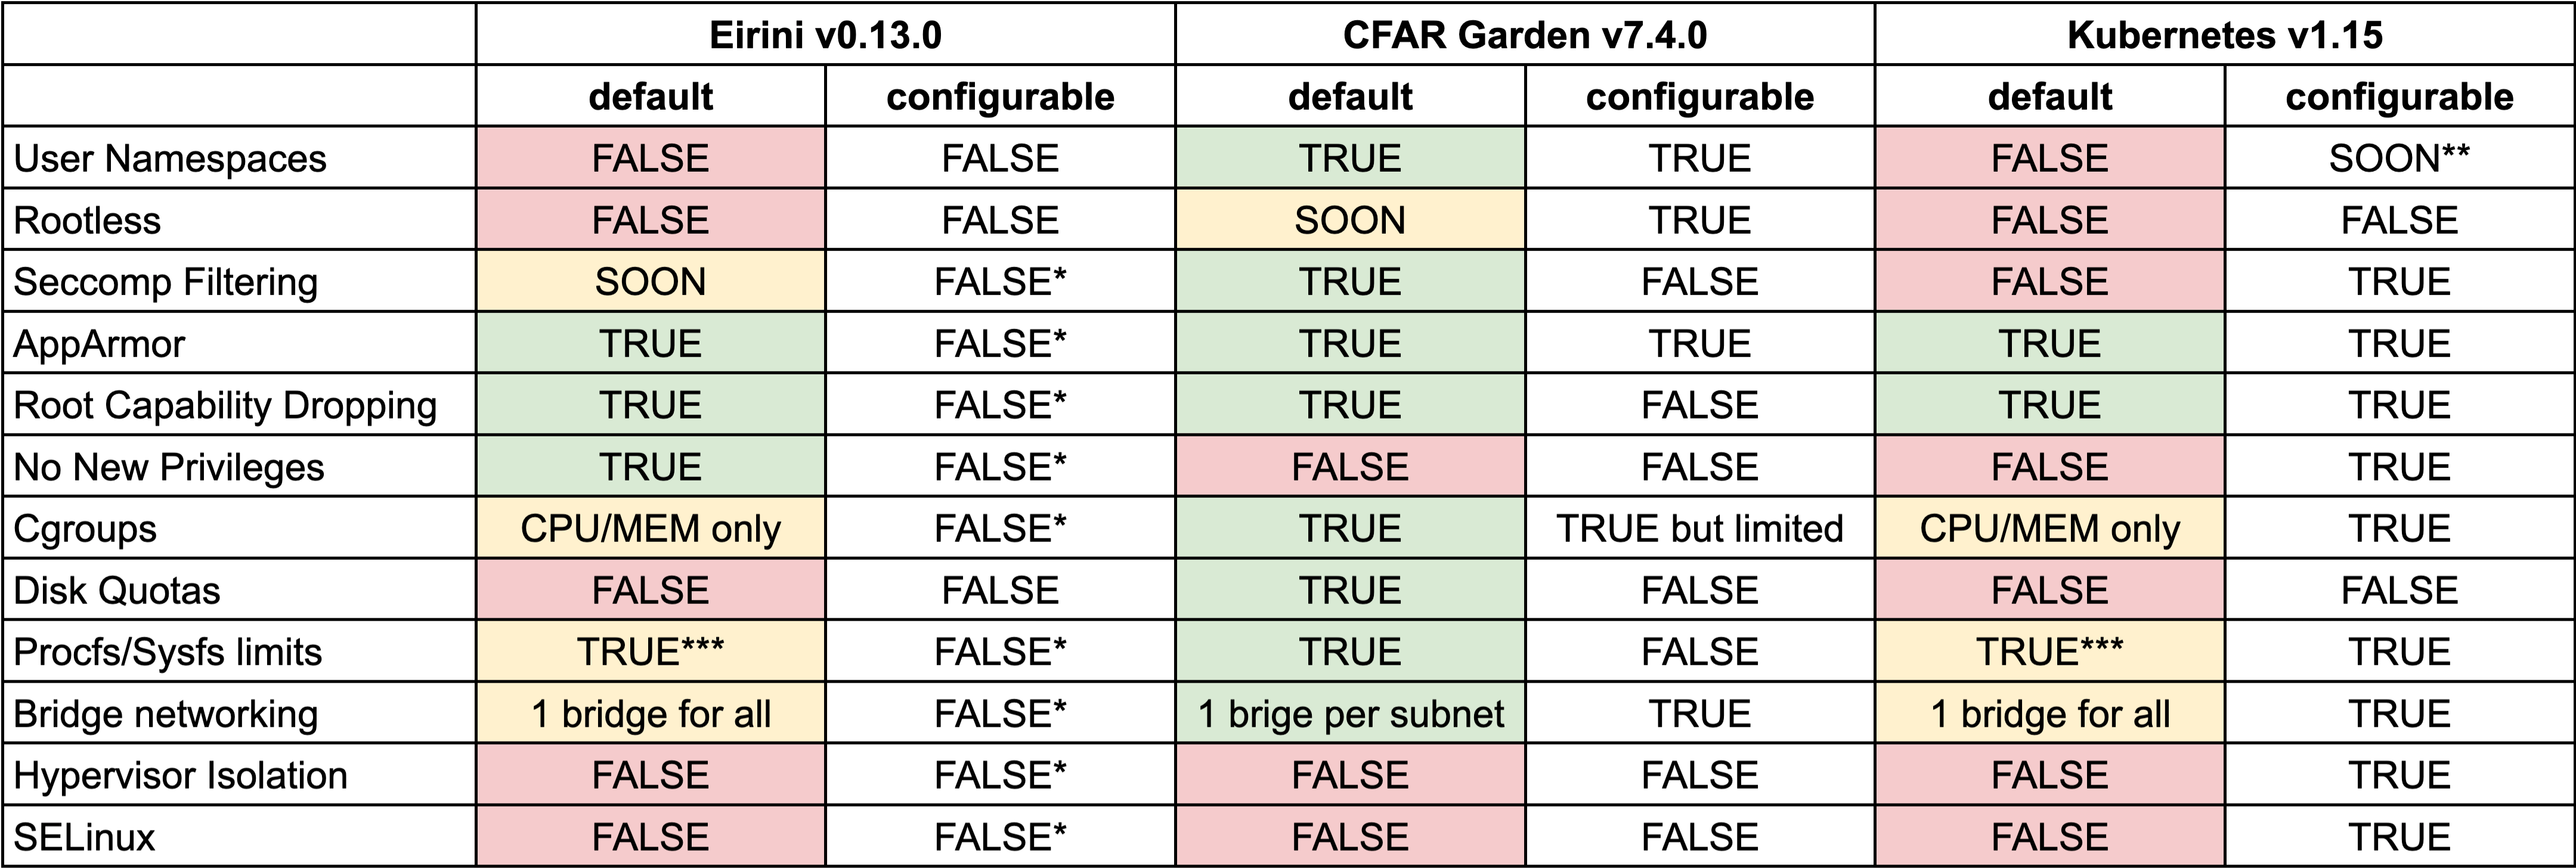 Eirini v0.13.0 CFAR Garden v7.4.0 Kubernetes v1.15
default configurable default configurable default configurable
User Namespaces FALSE FALSE TRUE TRUE FALSE SOON**
Rootless FALSE FALSE SOON TRUE FALSE FALSE
Seccomp Filtering SOON FALSE* TRUE FALSE FALSE TRUE
AppArmor TRUE FALSE* TRUE TRUE TRUE TRUE
Root Capability Dropping TRUE FALSE* TRUE FALSE TRUE TRUE
No New Privileges TRUE FALSE* FALSE FALSE FALSE TRUE
Cgroups CPU/MEM only FALSE* TRUE TRUE but limited CPU/MEM only TRUE
Disk Quotas FALSE FALSE TRUE FALSE FALSE FALSE
Procfs/Sysfs limits TRUE*** FALSE* TRUE FALSE TRUE*** TRUE
Bridge networking 1 bridge for all FALSE* 1 brige per subnet TRUE 1 bridge for all TRUE
Hypervisor Isolation FALSE FALSE* FALSE FALSE FALSE TRUE
SELinux FALSE FALSE* FALSE FALSE FALSE TRUE